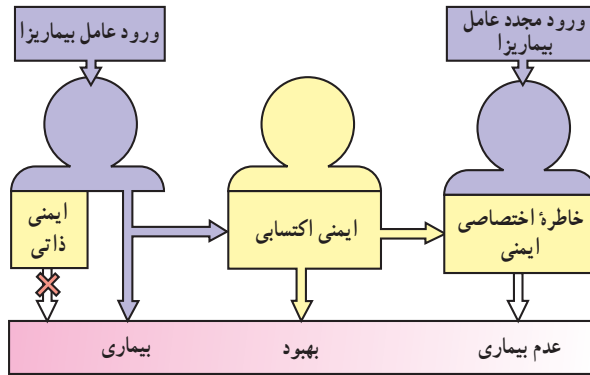 ورود مجدد عامل
بیماریزا
ورود عامل بیماریزا
خاطرهٔ اختصاصی
ایمنی
ایمنی اکتسابی
ایمنی
ذاتی
عدم بیماری
بهبود
بیماری